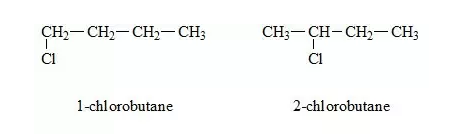 CH₂—CH₂—CH₂—CH₃ CH₃—CH—CH₂—CH₃
Cl Cl
1-chlorobutane 2-chlorobutane